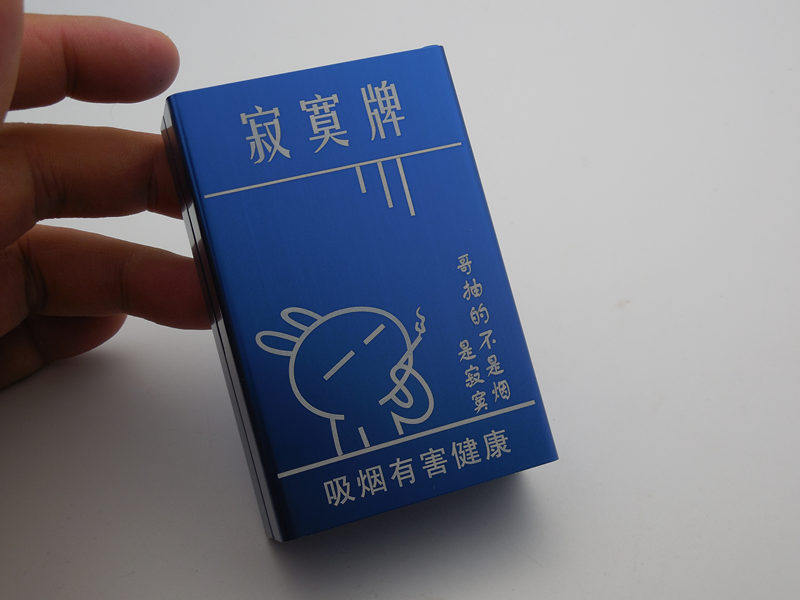 寂寞牌
哥抽的不是烟
是寂寞
吸烟有害健康